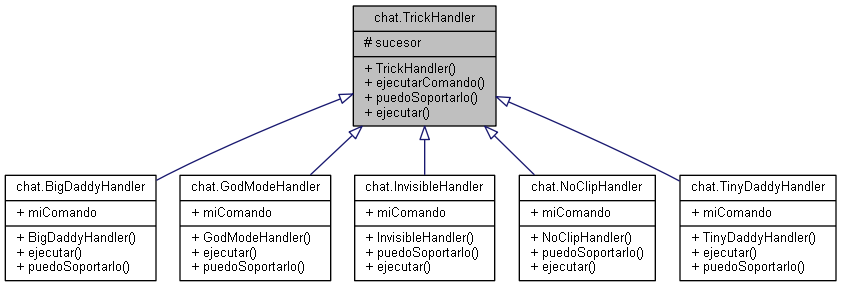 chat.TrickHandler
# sucesor
+ TrickHandler()
+ ejecutarComando()
+ puedoSoportarlo()
+ ejecutar()
chat.BigDaddyHandler
+ miComando
+ BigDaddyHandler()
+ ejecutar()
+ puedoSoportarlo()
chat.GodModeHandler
+ miComando
+ GodModeHandler()
+ ejecutar()
+ puedoSoportarlo()
chat.InvisibleHandler
+ miComando
+ InvisibleHandler()
+ puedoSoportarlo()
+ ejecutar()
chat.NoClipHandler
+ miComando
+ NoClipHandler()
+ puedoSoportarlo()
+ ejecutar()
chat.TinyDaddyHandler
+ miComando
+ TinyDaddyHandler()
+ ejecutar()
+ puedoSoportarlo()